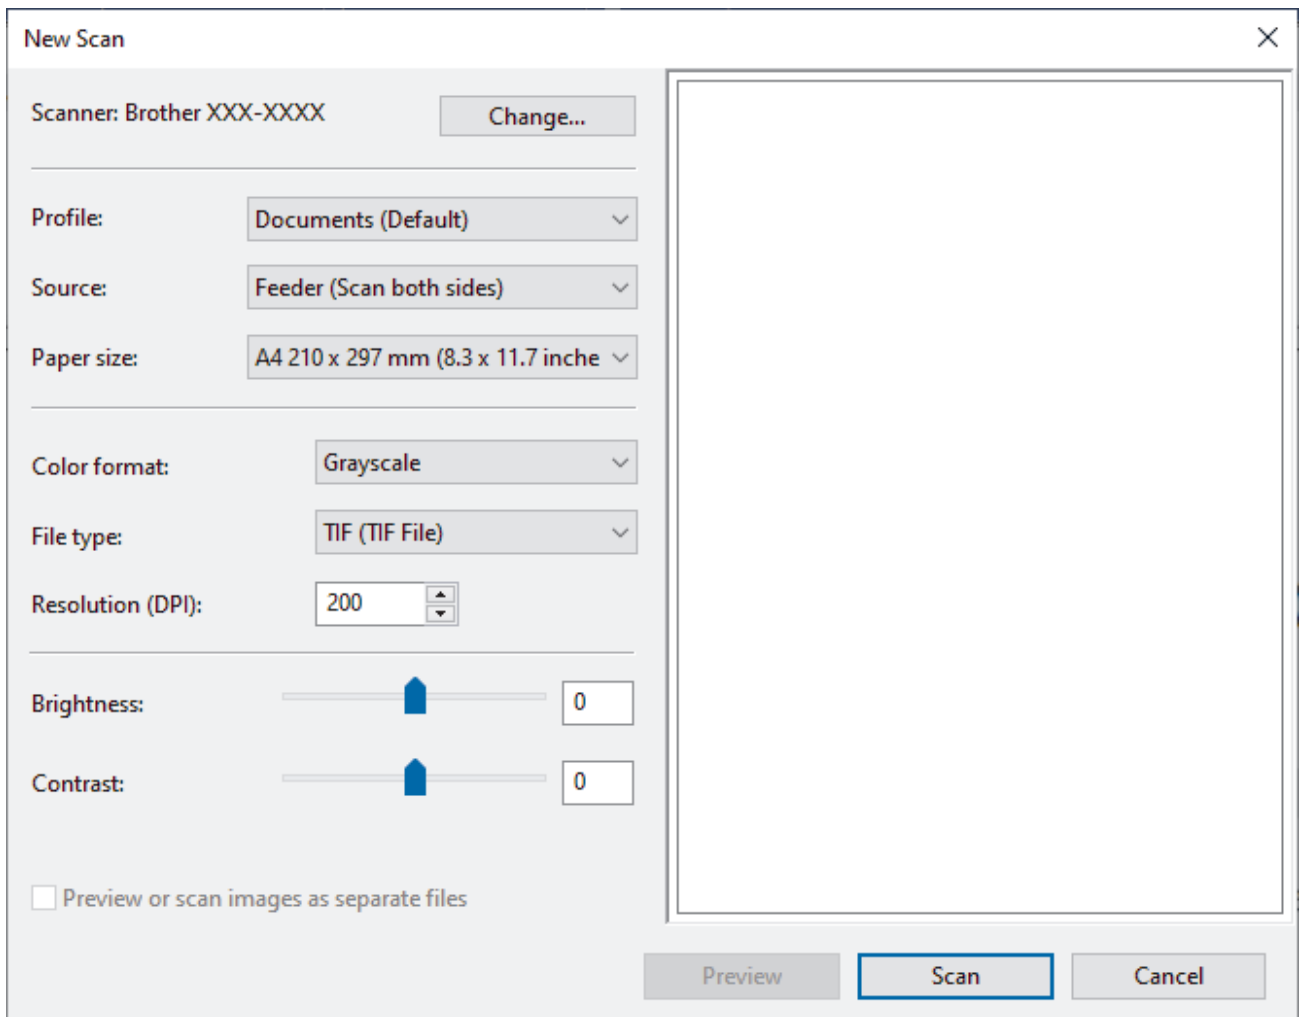 New Scan
Scanner: Brother XXX-XXXX
Change...
Profile:
Documents (Default)
Source:
Feeder (Scan both sides)
Paper size:
A4 210 x 297 mm (8.3 x 11.7 inche
Color format:
Grayscale
File type:
TIF (TIF File)
Resolution (DPI):
200
Brightness:
0
Contrast:
0
Preview or scan images as separate files
Preview
Scan
Cancel